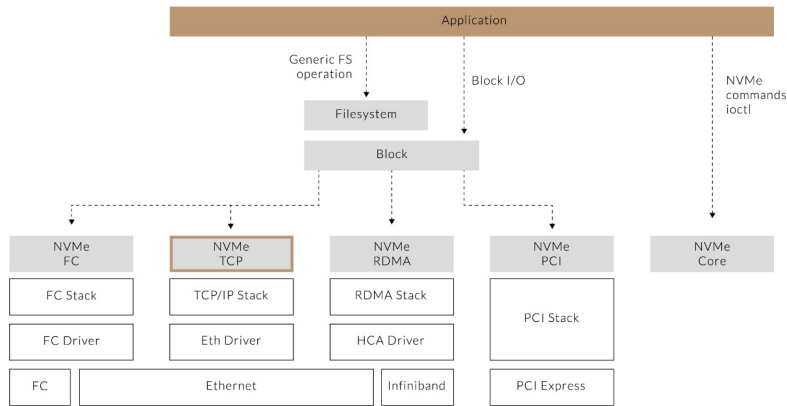 Application
Generic FS
operation
Block I/O
NVMe
commands
ioctl
Filesystem
Block
NVMe
FC
NVMe
TCP
NVMe
RDMA
NVMe
PCI
NVMe
Core
FC Stack
TCP/IP Stack
RDMA Stack
PCI Stack
FC Driver
Eth Driver
HCA Driver
FC
Ethernet
Infiniband
PCI Express